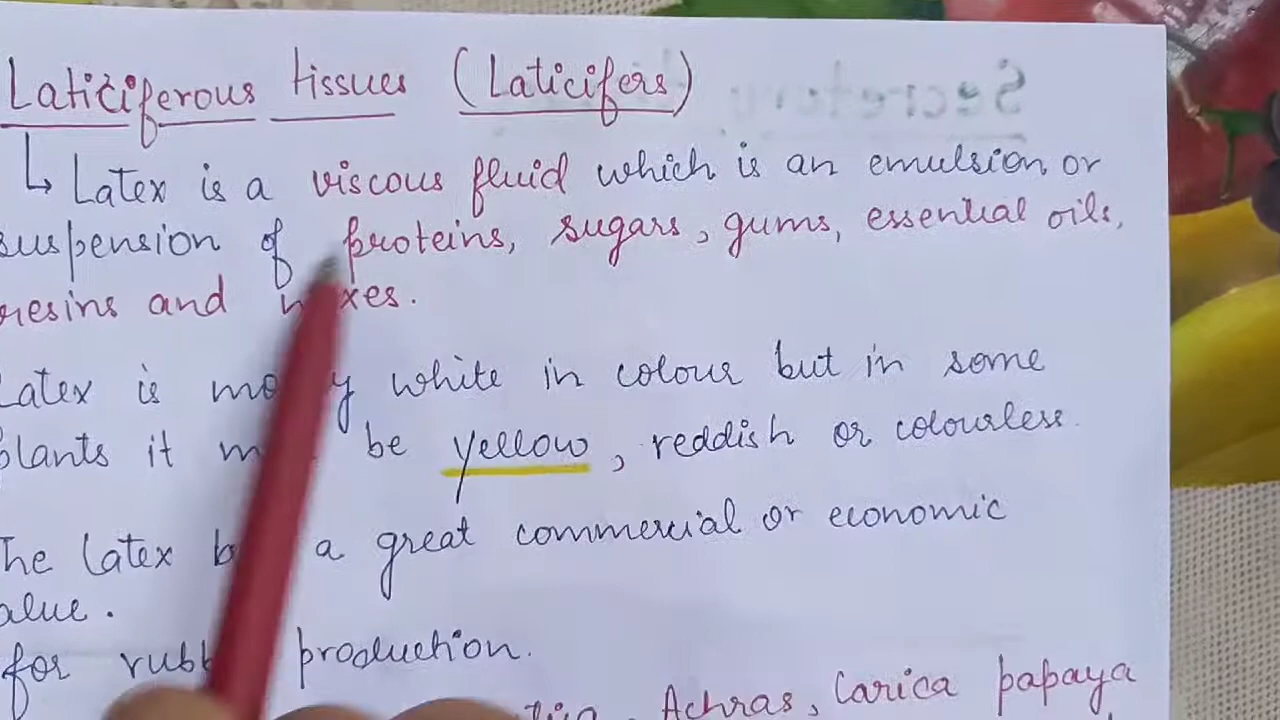 Laticiferous tissues (Laticifers)
↳ Latex is a viscous fluid which is an emulsion or
suspension of proteins, sugars, gums, essential oils,
resins and
Latex is white in colour but in some
plants it be yellow, reddish or colourless.
The latex a great commercial or economic
value.
for production.
Achras, Carica papaya